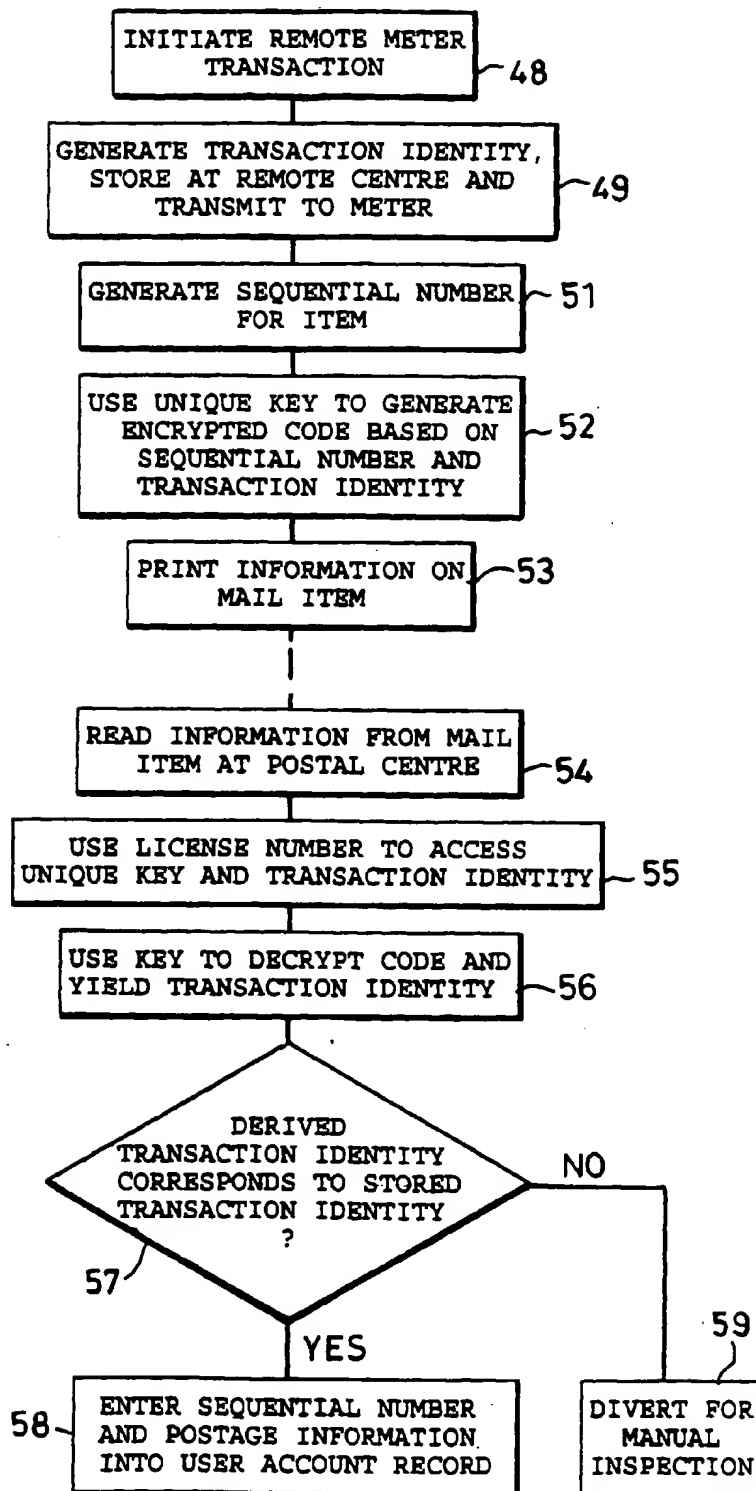 INITIATE REMOTE METER
TRANSACTION
48
GENERATE TRANSACTION IDENTITY,
STORE AT REMOTE CENTRE AND
TRANSMIT TO METER
49
GENERATE SEQUENTIAL NUMBER
FOR ITEM
51
USE UNIQUE KEY TO GENERATE
ENCRYPTED CODE BASED ON
SEQUENTIAL NUMBER AND
TRANSACTION IDENTITY
52
PRINT INFORMATION ON
MAIL ITEM
53
READ INFORMATION FROM MAIL
ITEM AT POSTAL CENTRE
54
USE LICENSE NUMBER TO ACCESS
UNIQUE KEY AND TRANSACTION IDENTITY
55
USE KEY TO DECRYPT CODE AND
YIELD TRANSACTION IDENTITY
56
DERIVED
TRANSACTION IDENTITY
CORRESPONDS TO STORED
TRANSACTION IDENTITY
?
57
NO
YES
58
ENTER SEQUENTIAL NUMBER
AND POSTAGE INFORMATION
INTO USER ACCOUNT RECORD
59
DIVERT FOR
MANUAL
INSPECTION